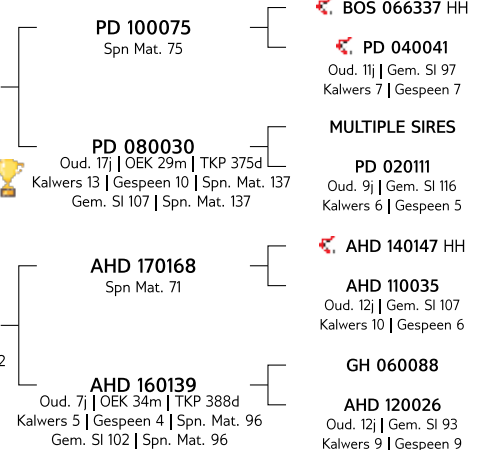 BOS 066337 HH
PD 100075
Spn Mat. 75
PD 040041
Oud. 11j | Gem. SI 97
Kalwers 7 | Gespeen 7
MULTIPLE SIRES
PD 080030
Oud. 17j | OEK 29m | TKP 375d
Kalwers 13 | Gespeen 10 | Spn. Mat. 137
Gem. SI 107 | Spn. Mat. 137
PD 020111
Oud. 9j | Gem. SI 116
Kalwers 6 | Gespeen 5
AHD 140147 HH
AHD 170168
Spn Mat. 71
AHD 110035
Oud. 12j | Gem. SI 107
Kalwers 10 | Gespeen 6
2
GH 060088
AHD 160139
Oud. 7j | OEK 34m | TKP 388d
Kalwers 5 | Gespeen 4 | Spn. Mat. 96
Gem. SI 102 | Spn. Mat. 96
AHD 120026
Oud. 12j | Gem. SI 93
Kalwers 9 | Gespeen 9